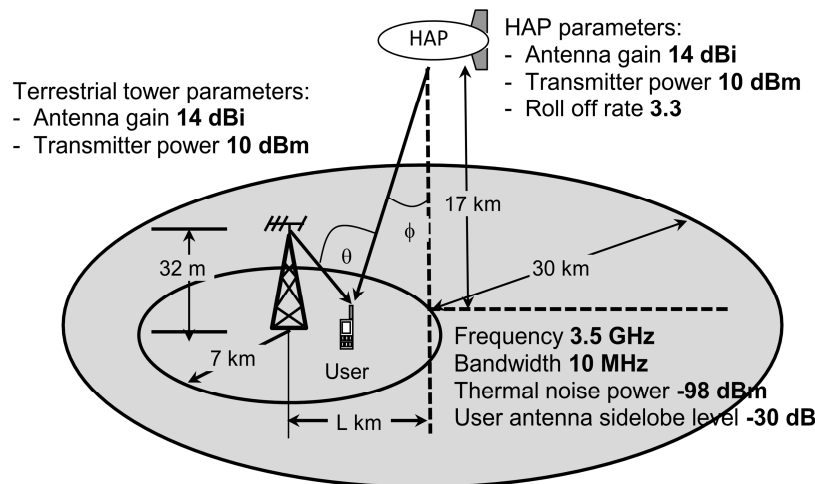 HAP
HAP parameters:
- Antenna gain 14 dBi
- Transmitter power 10 dBm
- Roll off rate 3.3
Terrestrial tower parameters:
- Antenna gain 14 dBi
- Transmitter power 10 dBm
17 km
ϕ
θ
32 m
30 km
7 km
User
L km
Frequency 3.5 GHz
Bandwidth 10 MHz
Thermal noise power -98 dBm
User antenna sidelobe level -30 dB